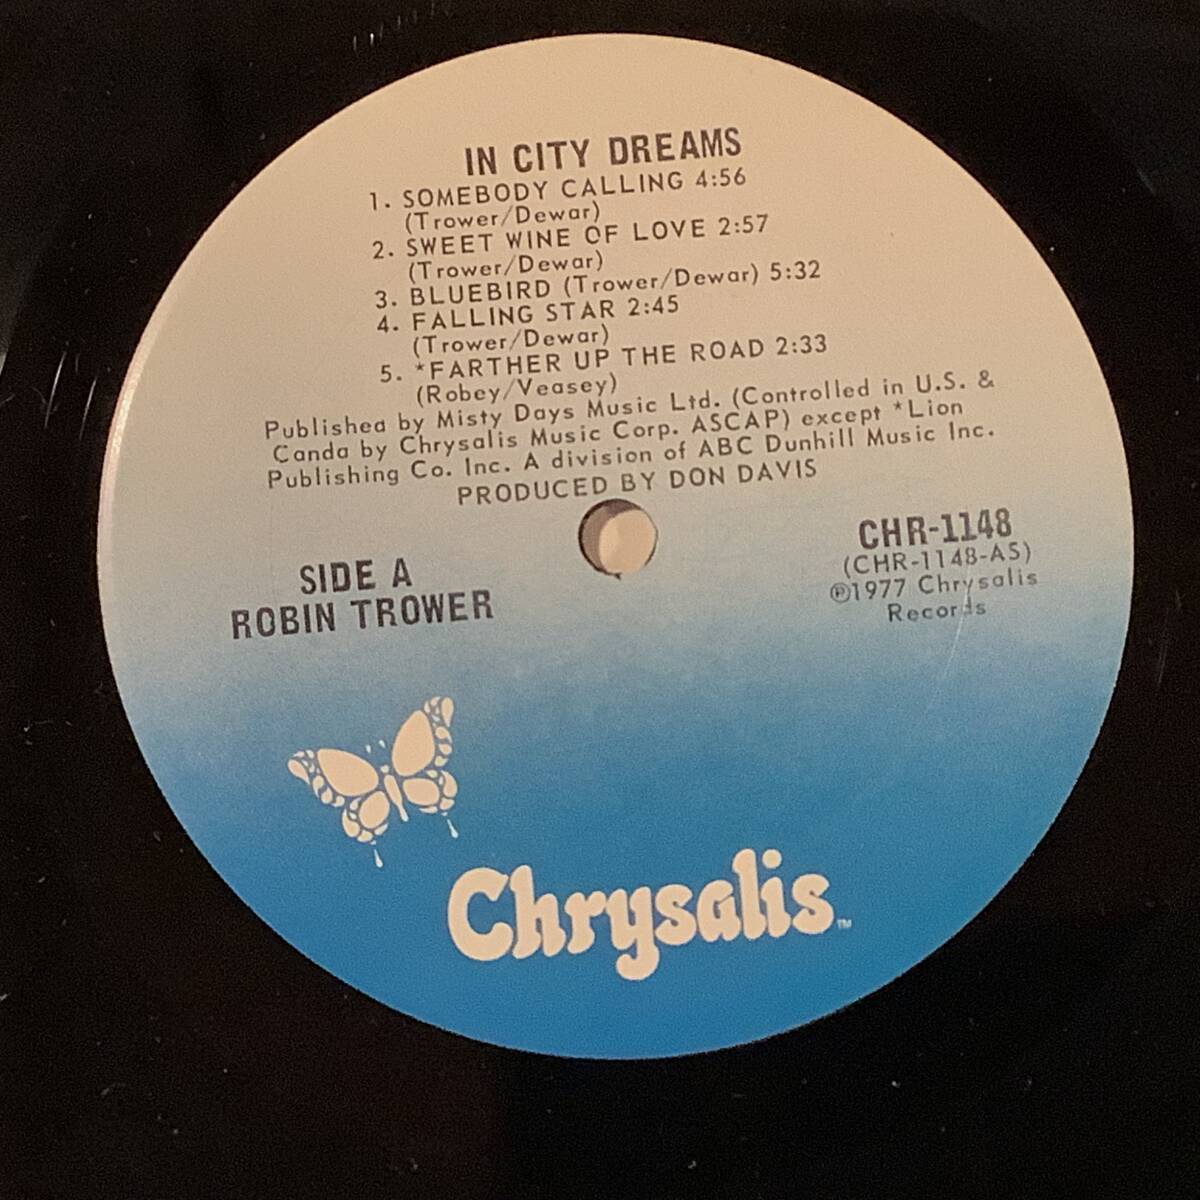 IN CITY DREAMS
1. SOMEBODY CALLING 4:56
(Trower/Dewar)
2. SWEET WINE OF LOVE 2:57
(Trower/Dewar)
3. BLUEBIRD (Trower/Dewar) 5:32
4. FALLING STAR 2:45
(Trower/Dewar)
5. *FARTHER UP THE ROAD 2:33
(Robey/Veasey)
Published by Misty Days Music Ltd. (Controlled in U.S. &
Canda by Chrysalis Music Corp. ASCAP) except *Lion
Publishing Co. Inc. A division of ABC Dunhill Music Inc.
PRODUCED BY DON DAVIS
SIDE A
ROBIN TROWER
CHR-1148
(CHR-1148-AS)
℗1977 Chrysalis
Records
Chrysalis™